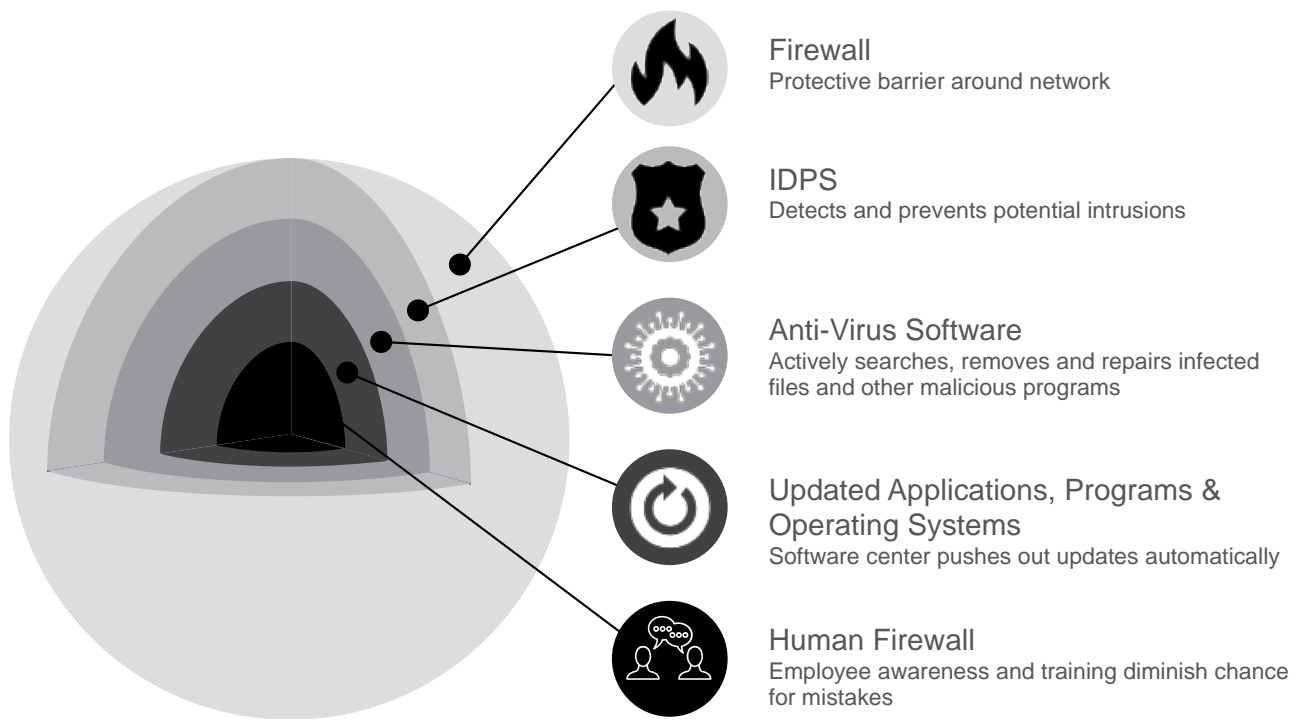 Firewall
Protective barrier around network
IDPS
Detects and prevents potential intrusions
Anti-Virus Software
Actively searches, removes and repairs infected
files and other malicious programs
Updated Applications, Programs &
Operating Systems
Software center pushes out updates automatically
Human Firewall
Employee awareness and training diminish chance
for mistakes